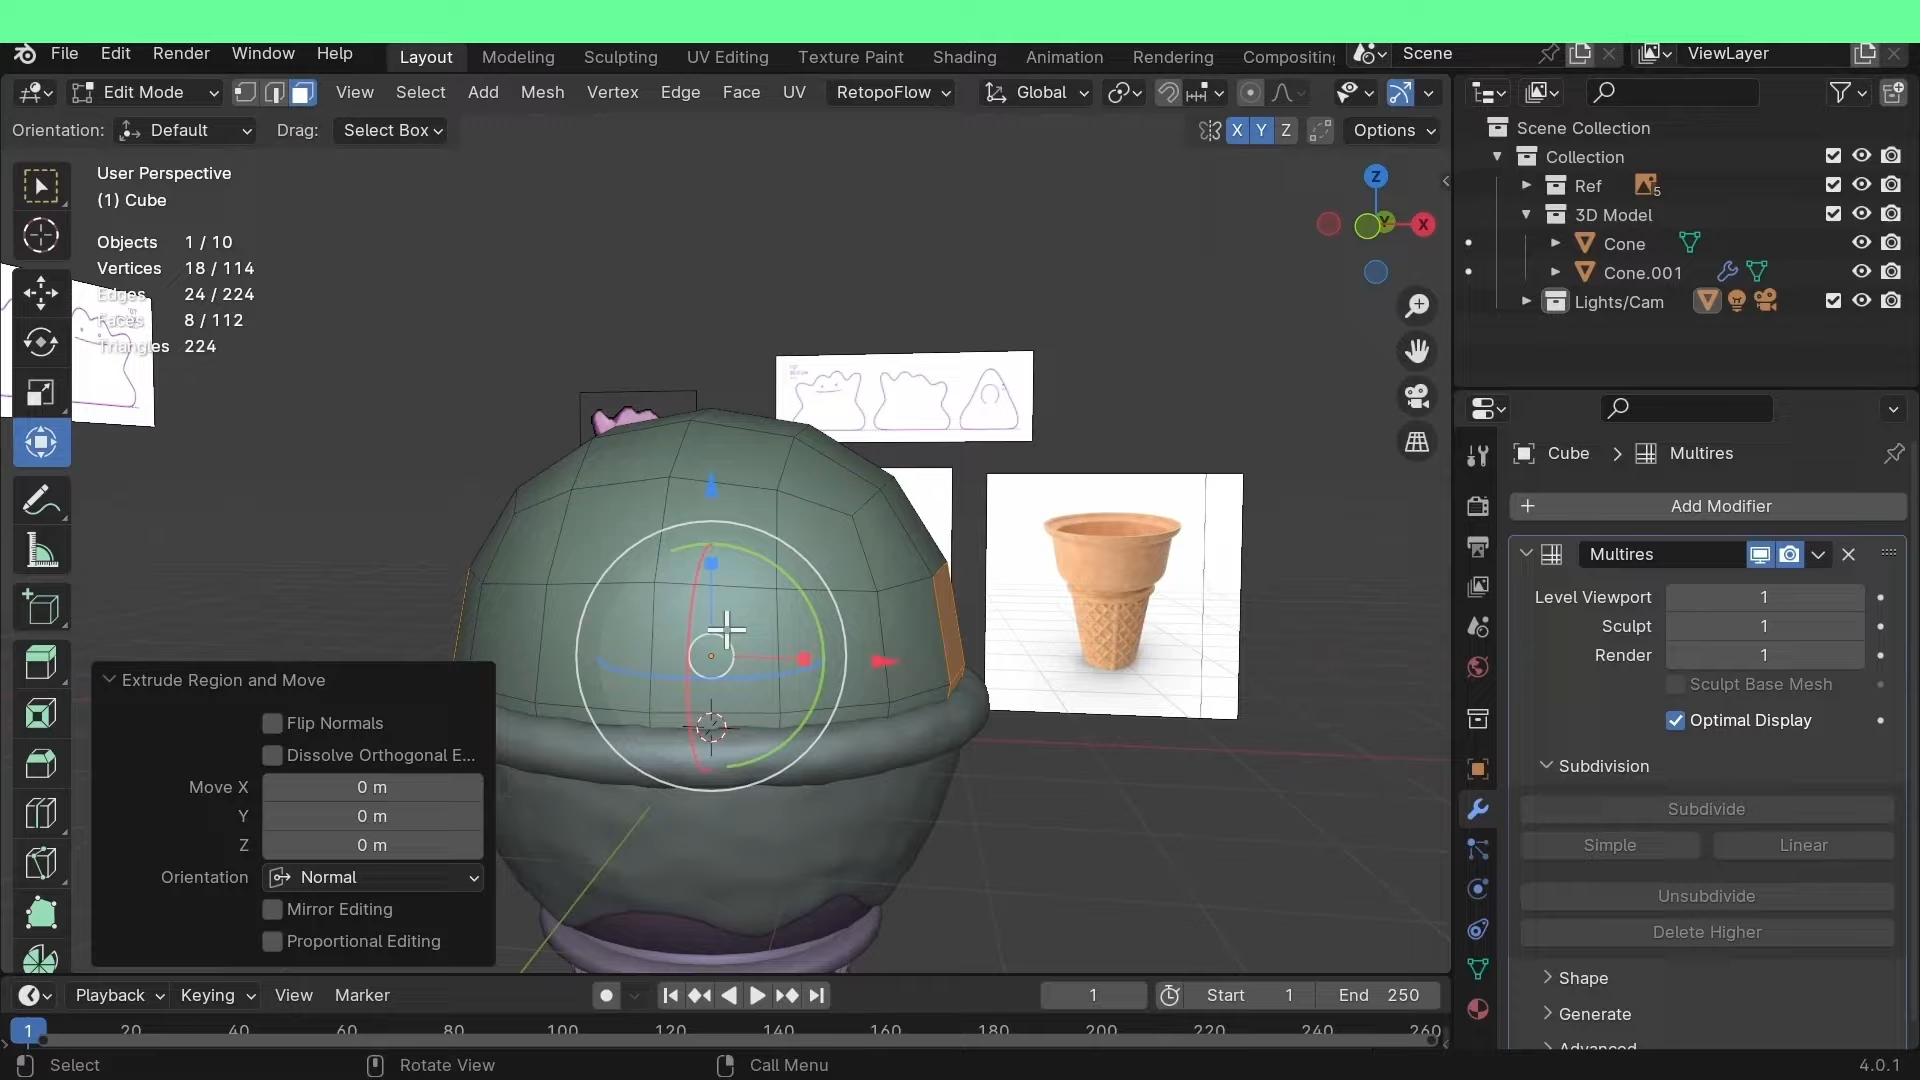 File Edit Render Window Help Layout Modeling Sculpting UV Editing Texture Paint Shading Animation Rendering Compositing Scene ViewLayer
Edit Mode View Select Add Mesh Vertex Edge Face UV RetopoFlow Global
Orientation: Default Drag: Select Box X Y Z Options
User Perspective
(1) Cube
Objects 1 / 10
Vertices 18 / 114
Edges 24 / 224
Faces 8 / 112
Triangles 224
Z
Y
X
Extrude Region and Move
Flip Normals
Dissolve Orthogonal E...
Move X 0 m
Y 0 m
Z 0 m
Orientation Normal
Mirror Editing
Proportional Editing
Scene Collection
Collection
Ref 5
3D Model
Cone
Cone.001
Lights/Cam
Cube > Multires
+ Add Modifier
Multires
Level Viewport 1
Sculpt 1
Render 1
Sculpt Base Mesh
Optimal Display
Subdivision
Subdivide
Simple Linear
Unsubdivide
Delete Higher
Shape
Generate
Advanced
Playback Keying View Marker 1 Start 1 End 250
1 20 40 60 80 100 120 140 160 180 200 220 240 260
Select Rotate View Call Menu 4.0.1